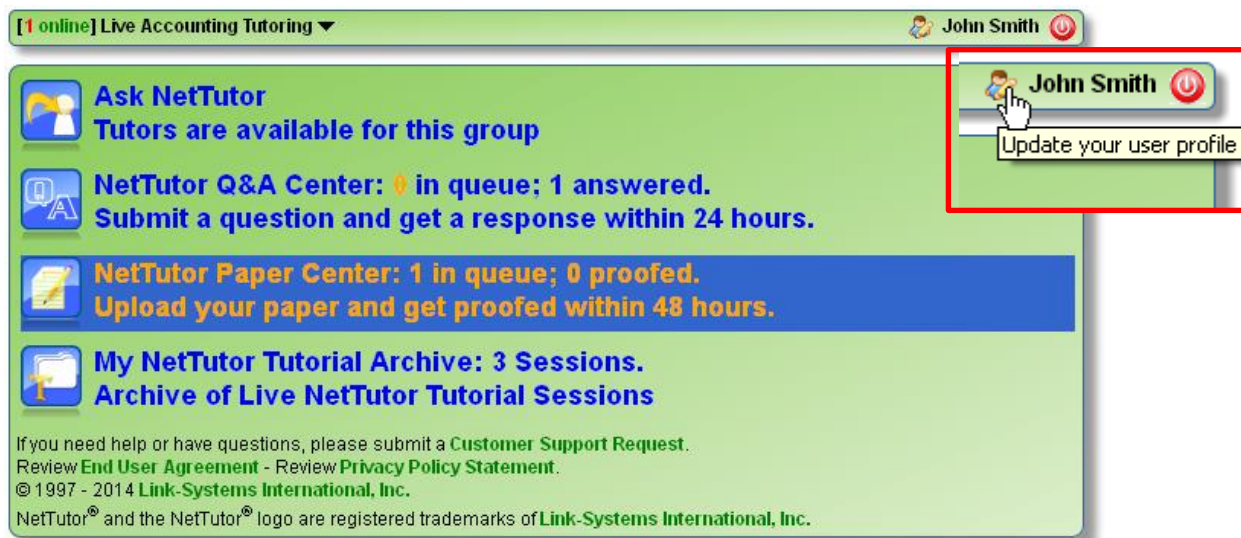 [1 online] Live Accounting Tutoring
John Smith
John Smith
Update your user profile
Ask NetTutor
Tutors are available for this group
NetTutor Q&A Center: 0 in queue; 1 answered.
Submit a question and get a response within 24 hours.
NetTutor Paper Center: 1 in queue; 0 proofed.
Upload your paper and get proofed within 48 hours.
My NetTutor Tutorial Archive: 3 Sessions.
Archive of Live NetTutor Tutorial Sessions
If you need help or have questions, please submit a Customer Support Request.
Review End User Agreement - Review Privacy Policy Statement.
© 1997 - 2014 Link-Systems International, Inc.
NetTutor® and the NetTutor® logo are registered trademarks of Link-Systems International, Inc.